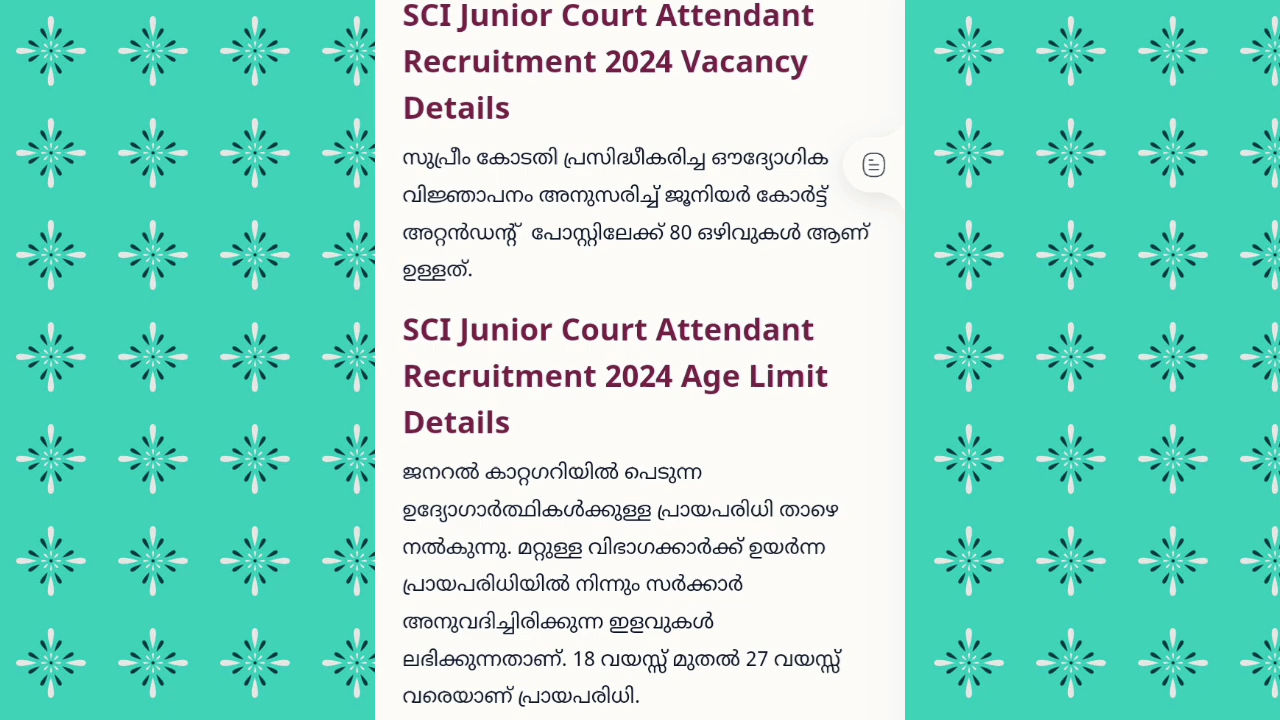 SCI Junior Court Attendant
Recruitment 2024 Vacancy
Details
സുപ്രീം കോടതി പ്രസിദ്ധീകരിച്ച ഔദ്യോഗിക
വിജ്ഞാപനം അനുസരിച്ച് ജൂനിയർ കോർട്ട്
അറ്റൻഡന്റ് പോസ്റ്റിലേക്ക് 80 ഒഴിവുകൾ ആണ്
ഉള്ളത്.
SCI Junior Court Attendant
Recruitment 2024 Age Limit
Details
ജനറൽ കാറ്റഗറിയിൽ പെടുന്ന
ഉദ്യോഗാർത്ഥികൾക്കുള്ള പ്രായപരിധി താഴെ
നൽകുന്നു. മറ്റുള്ള വിഭാഗക്കാർക്ക് ഉയർന്ന
പ്രായപരിധിയിൽ നിന്നും സർക്കാർ
അനുവദിച്ചിരിക്കുന്ന ഇളവുകൾ
ലഭിക്കുന്നതാണ്. 18 വയസ്സ് മുതൽ 27 വയസ്സ്
വരെയാണ് പ്രായപരിധി.